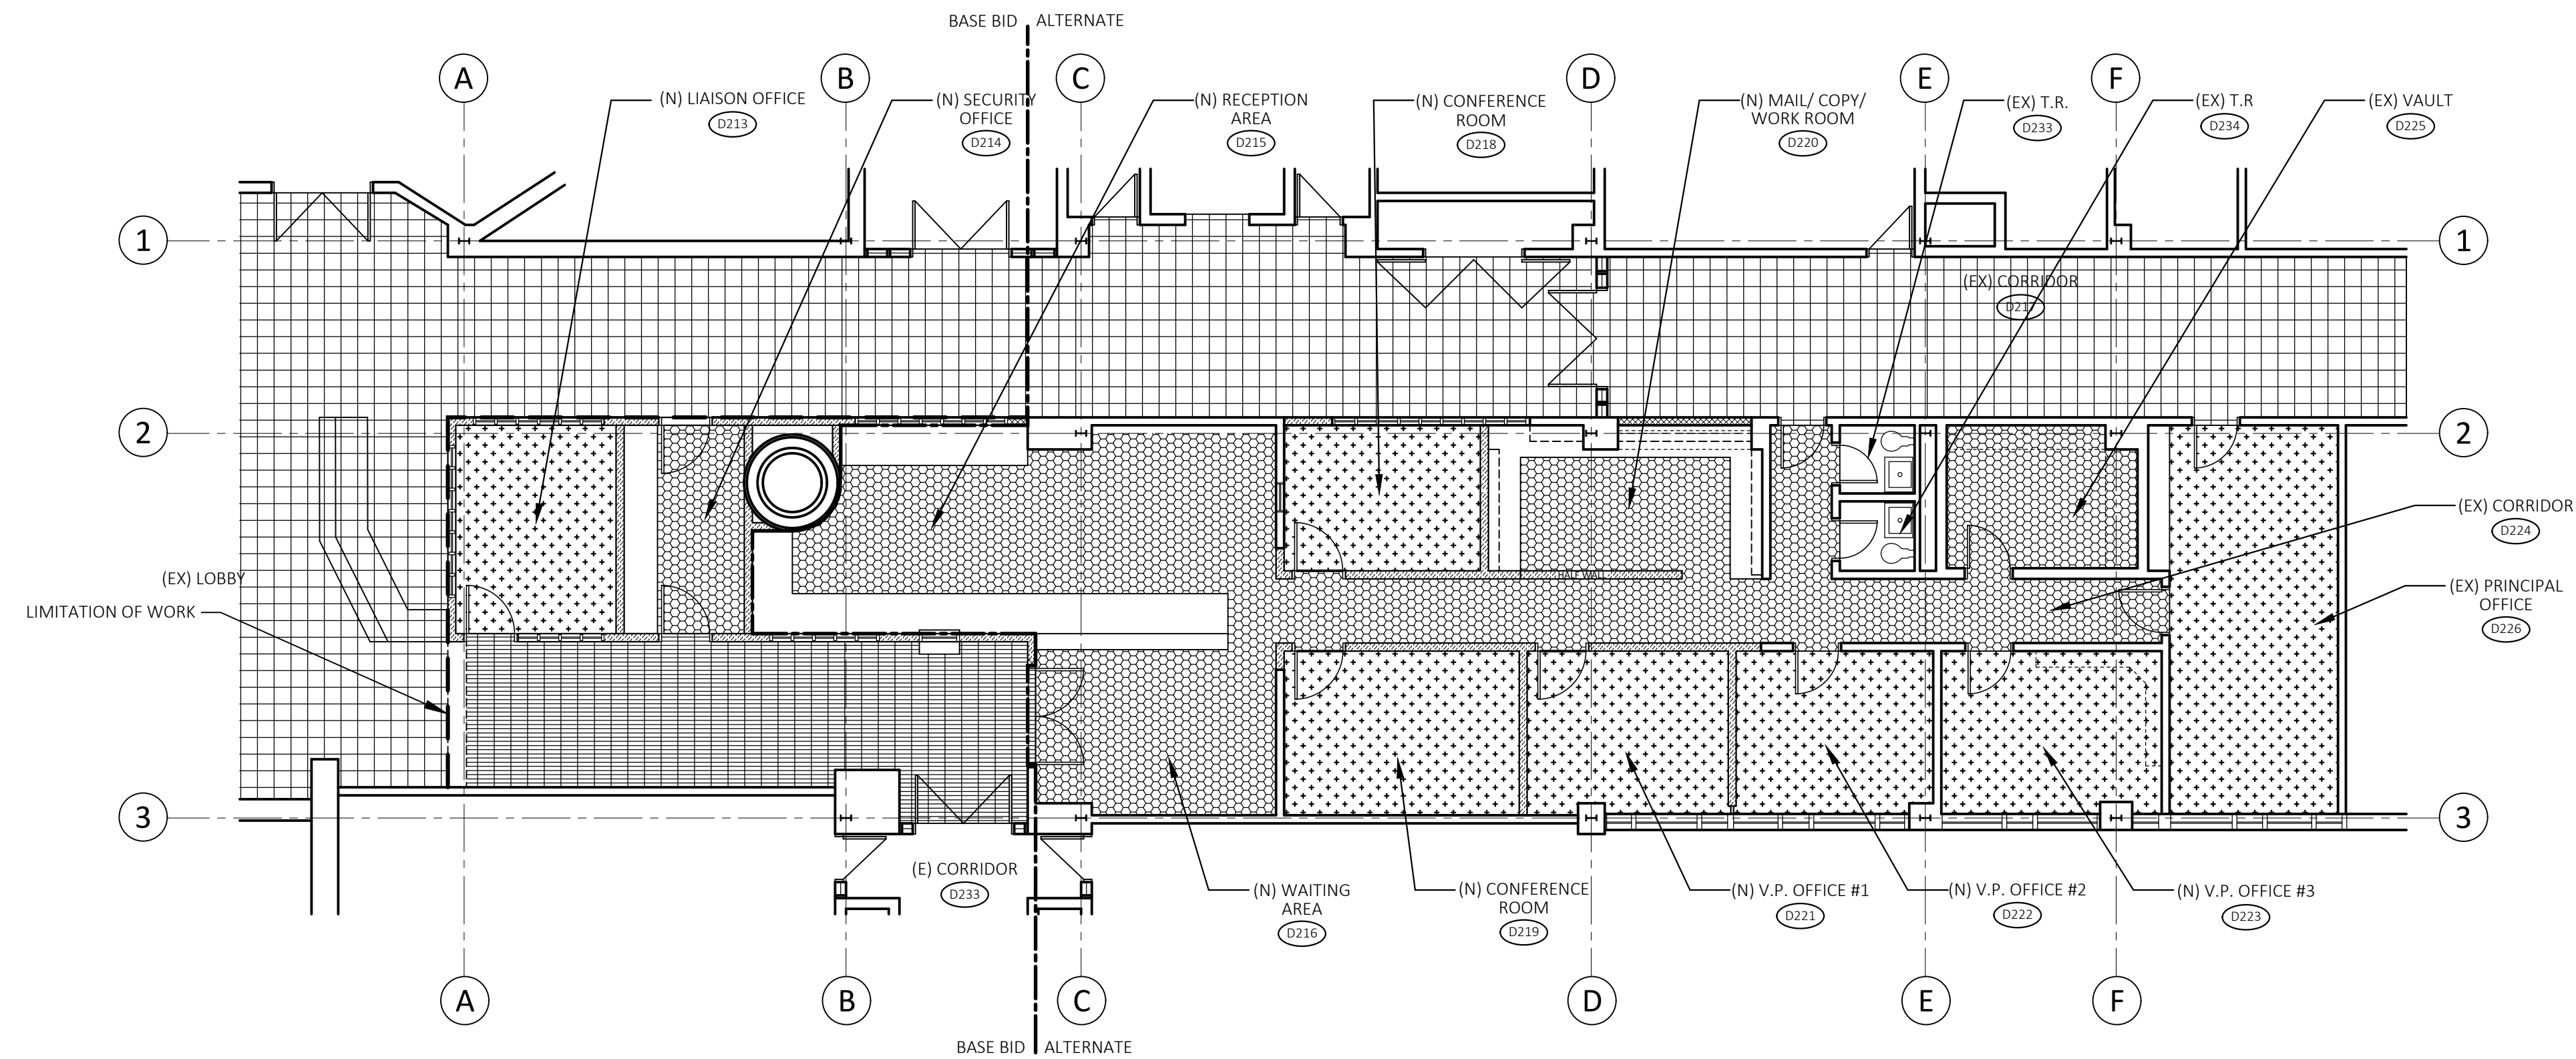 BASE BID ALTERNATE
A B C D E F
(N) LIAISON OFFICE
D213
(N) SECURITY
OFFICE
D214
(N) RECEPTION
AREA
D215
(N) CONFERENCE
ROOM
D218
(N) MAIL/ COPY/
WORK ROOM
D220
(EX) T.R.
D233
(EX) T.R
D234
(EX) VAULT
D225
1 1
(EX) CORRIDOR
D217
2 2
(EX) CORRIDOR
D224
(EX) LOBBY
HALF WALL
(EX) PRINCIPAL
OFFICE
D226
LIMITATION OF WORK
3 3
(E) CORRIDOR
D233
(N) WAITING
AREA
D216
(N) CONFERENCE
ROOM
D219
(N) V.P. OFFICE #1
D221
(N) V.P. OFFICE #2
D222
(N) V.P. OFFICE #3
D223
A B C D E F
BASE BID ALTERNATE